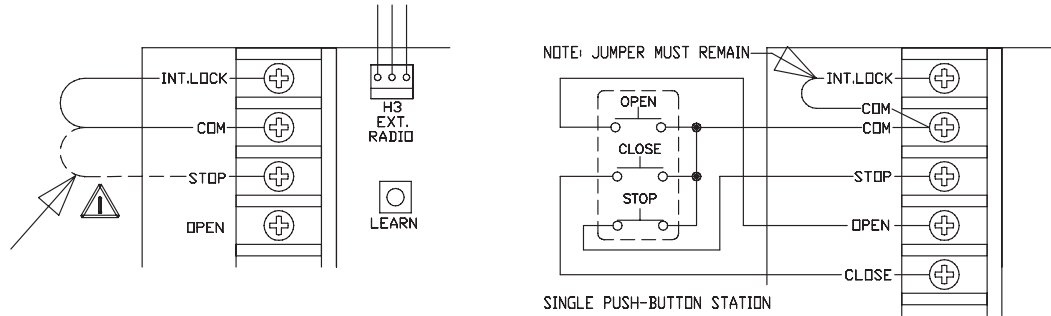 INT.LOCK
COM
STOP
OPEN
H3
EXT.
RADIO
LEARN
NOTE: JUMPER MUST REMAIN
INT.LOCK
COM
COM
STOP
OPEN
CLOSE
OPEN
CLOSE
STOP
SINGLE PUSH-BUTTON STATION